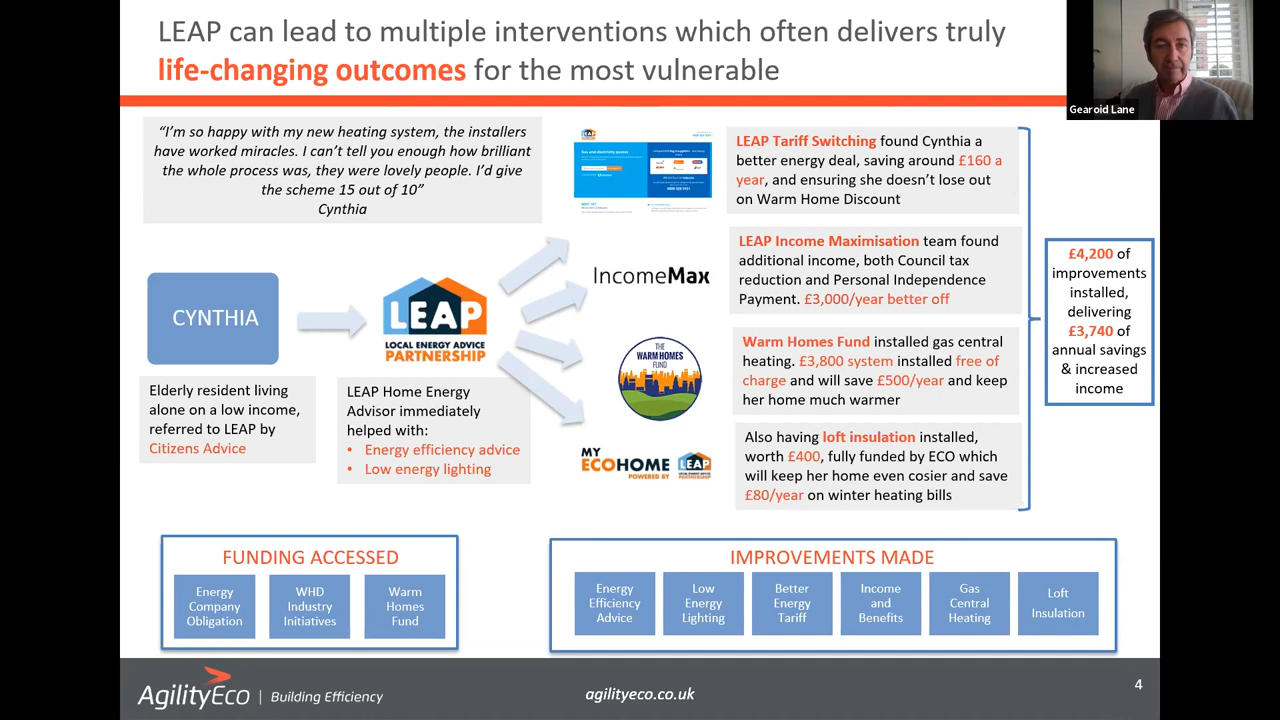 LEAP can lead to multiple interventions which often delivers truly
life-changing outcomes for the most vulnerable
Gearoid Lane
“I’m so happy with my new heating system, the installers
have worked miracles. I can’t tell you enough how brilliant
the whole process was, they were lovely people. I’d give
the scheme 15 out of 10”
Cynthia
CYNTHIA
Elderly resident living
alone on a low income,
referred to LEAP by
Citizens Advice
LEAP
LOCAL ENERGY ADVICE
PARTNERSHIP
LEAP Home Energy
Advisor immediately
helped with:
• Energy efficiency advice
• Low energy lighting
IncomeMax
THE
WARM HOMES
FUND
MY
ECOHOME
POWERED BY
LEAP
LEAP Tariff Switching found Cynthia a
better energy deal, saving around £160 a
year, and ensuring she doesn’t lose out
on Warm Home Discount
LEAP Income Maximisation team found
additional income, both Council tax
reduction and Personal Independence
Payment. £3,000/year better off
Warm Homes Fund installed gas central
heating. £3,800 system installed free of
charge and will save £500/year and keep
her home much warmer
Also having loft insulation installed,
worth £400, fully funded by ECO which
will keep her home even cosier and save
£80/year on winter heating bills
£4,200 of
improvements
installed,
delivering
£3,740 of
annual savings
& increased
income
FUNDING ACCESSED
Energy
Company
Obligation
WHD
Industry
Initiatives
Warm
Homes
Fund
IMPROVEMENTS MADE
Energy
Efficiency
Advice
Low
Energy
Lighting
Better
Energy
Tariff
Income
and
Benefits
Gas
Central
Heating
Loft
Insulation
AgilityEco | Building Efficiency
agilityeco.co.uk
4